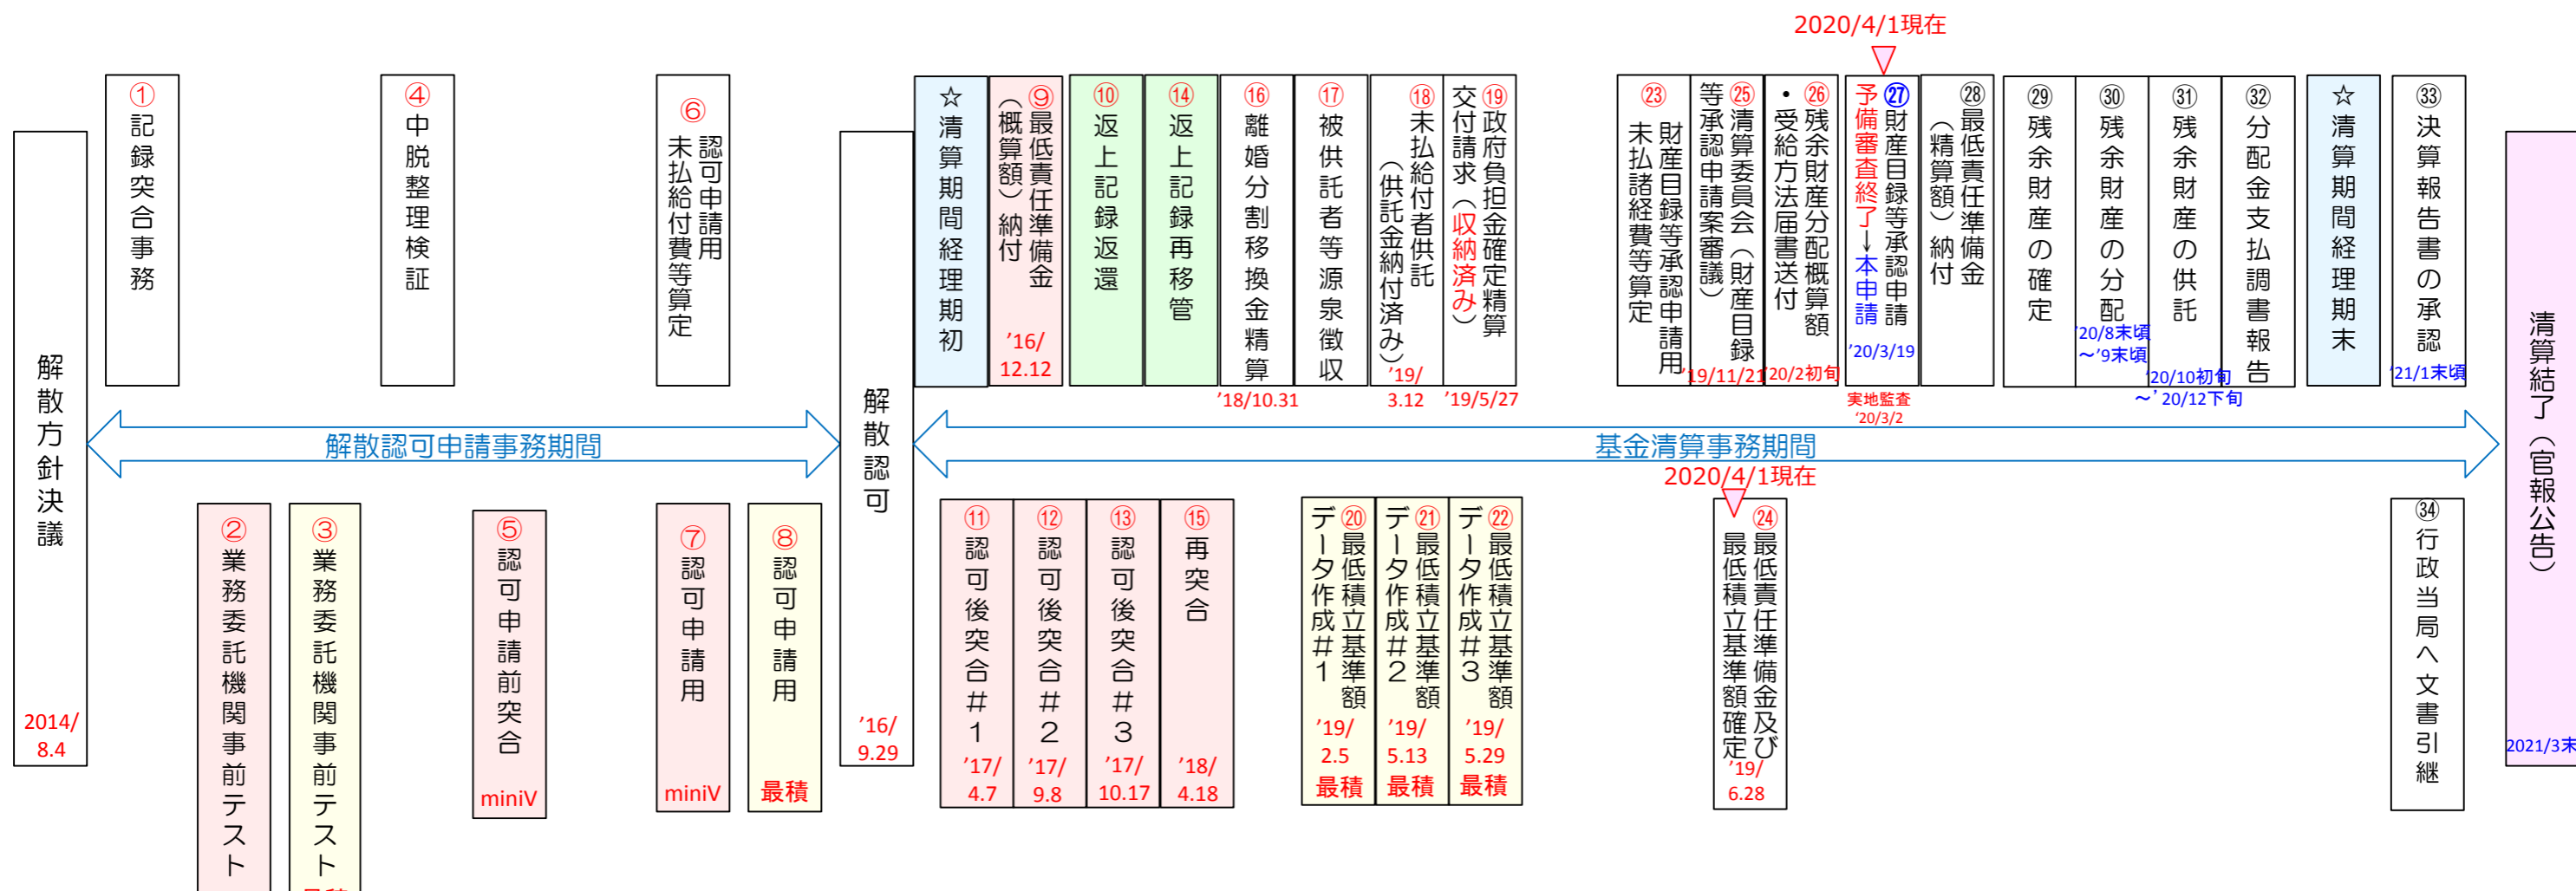 2020/4/1現在
解散方針決議
2014/
8.4
①記録突合事務
④中脱整理検証
⑥認可申請用
未払給付費等算定
解散認可
'16/
9.29
☆清算期間経理期初
⑨最低責任準備金
（概算額）納付
'16/
12.12
⑩返上記録返還
⑭返上記録再移管
⑯離婚分割移換金精算
'18/10.31
⑰被供託者等源泉徴収
⑱未払給付者供託
（供託金納付済み）
'19/
3.12
⑲政府負担金確定精算
交付請求（収納済み）
'19/5/27
㉓財産目録等承認申請用
未払諸経費等算定
㉕清算委員会（財産目録
等承認申請案審議）
'19/11/21
㉖残余財産分配概算額
・受給方法届書送付
'20/2初旬
㉗財産目録等承認申請
予備審査終了→本申請
'20/3/19
実地監査
‘20/3/2
㉘最低責任準備金
（精算額）納付
㉙残余財産の確定
㉚残余財産の分配
'20/8末頃
～'9末頃
㉛残余財産の供託
'20/10初旬
～’20/12下旬
㉜分配金支払調書報告
☆清算期間経理期末
㉝決算報告書の承認
'21/1末頃
清算結了（官報公告）
2021/3末
解散認可申請事務期間
基金清算事務期間
2020/4/1現在
②業務委託機関事前テスト
③業務委託機関事前テスト
⑤認可申請前突合
miniV
⑦認可申請用
miniV
⑧認可申請用
最積
⑪認可後突合＃1
'17/
4.7
⑫認可後突合＃2
'17/
9.8
⑬認可後突合＃3
'17/
10.17
⑮再突合
'18/
4.18
⑳最低積立基準額
データ作成＃1
'19/
2.5
最積
㉑最低積立基準額
データ作成＃2
'19/
5.13
最積
㉒最低積立基準額
データ作成＃3
'19/
5.29
最積
㉔最低責任準備金及び
最低積立基準額確定
'19/
6.28
㉞行政当局へ文書引継